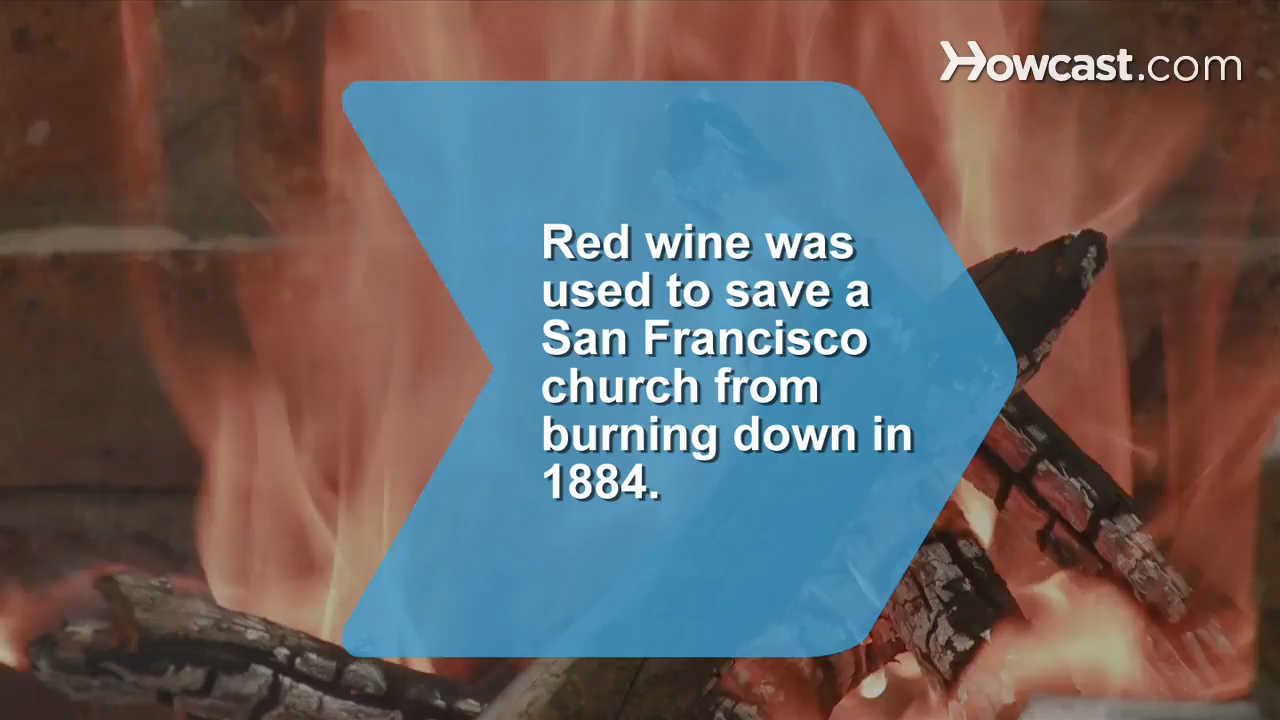 Howcast.com
Red wine was
used to save a
San Francisco
church from
burning down in
1884.